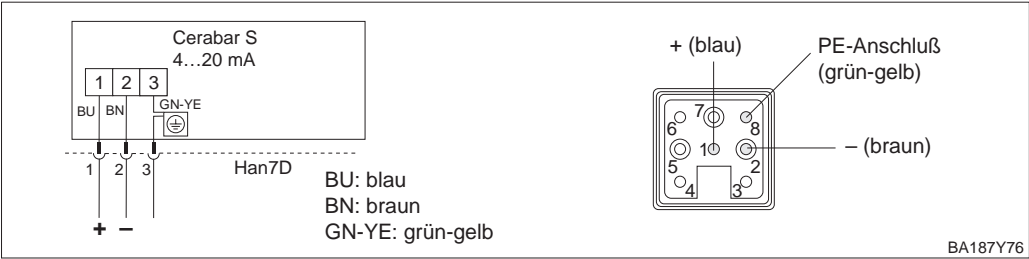 Cerabar S
4…20 mA
1 2 3
BU BN GN-YE
1 2 3
Han7D
+ –
BU: blau
BN: braun
GN-YE: grün-gelb
+ (blau)
PE-Anschluß
(grün-gelb)
– (braun)
7
6 8
1
5 2
4 3
BA187Y76